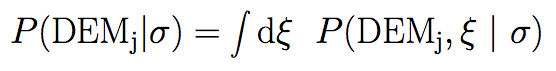 P(DEM_j|σ) = ∫ dξ P(DEM_j, ξ | σ)